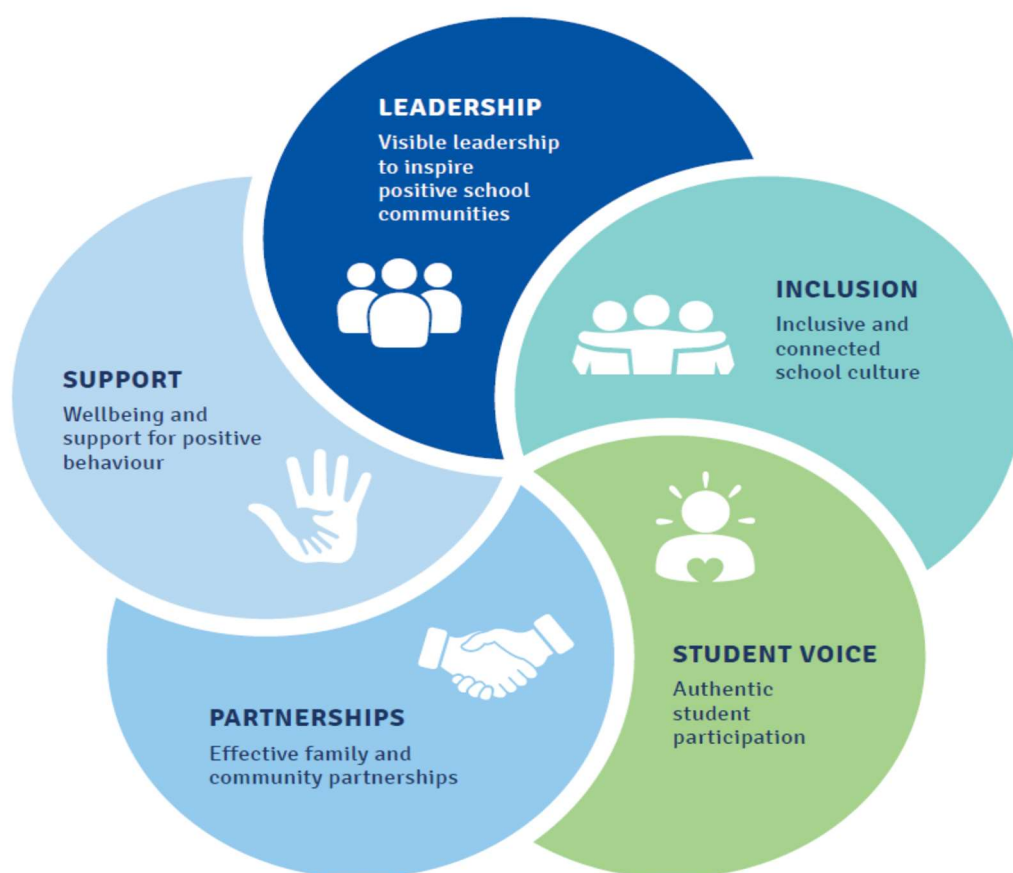 LEADERSHIP
Visible leadership
to inspire
positive school
communities
INCLUSION
Inclusive and
connected
school culture
STUDENT VOICE
Authentic
student
participation
PARTNERSHIPS
Effective family and
community partnerships
SUPPORT
Wellbeing and
support for positive
behaviour